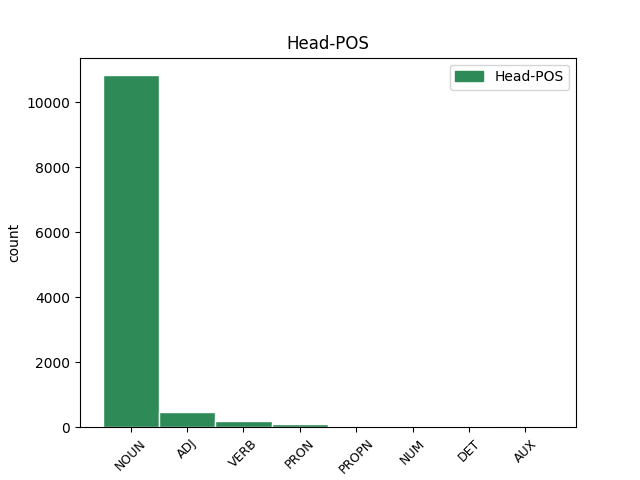 Head-POS
Head-POS
10000
8000
6000
4000
2000
0
count
NOUN
ADJ
VERB
PRON
PROPN
NUM
DET
AUX